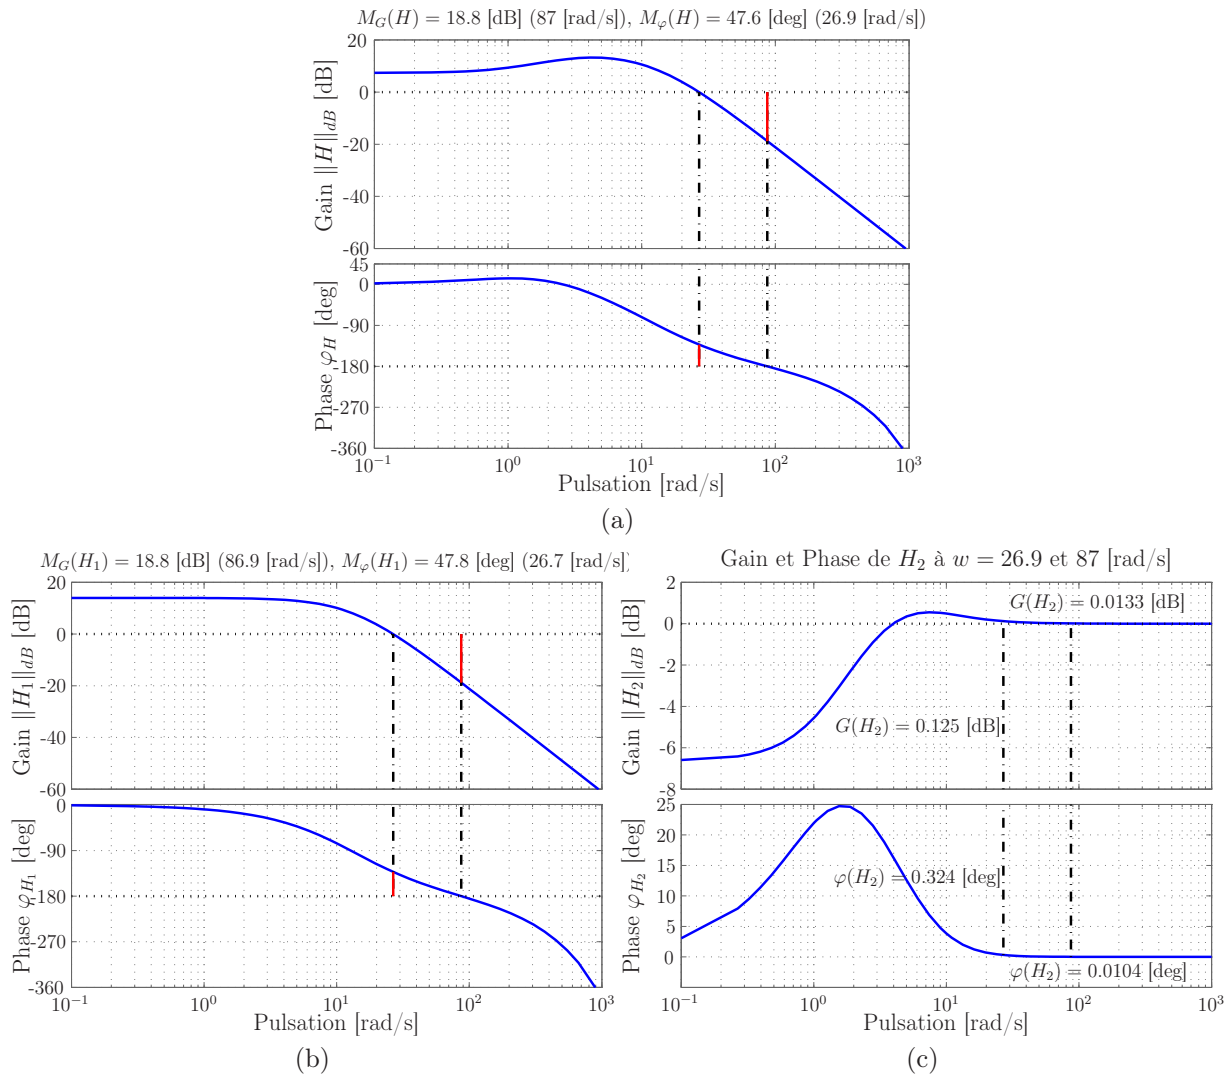 M_G(H) = 18.8 [dB] (87 [rad/s]), M_φ(H) = 47.6 [deg] (26.9 [rad/s])
Gain ||H||_dB [dB]
20
0
-20
-40
-60
Phase φ_H [deg]
45
0
-90
-180
-270
-360
10^-1 10^0 10^1 10^2 10^3
Pulsation [rad/s]
(a)
M_G(H_1) = 18.8 [dB] (86.9 [rad/s]), M_φ(H_1) = 47.8 [deg] (26.7 [rad/s])
Gain ||H_1||_dB [dB]
20
0
-20
-40
-60
Phase φ_H_1 [deg]
0
-90
-180
-270
-360
10^-1 10^0 10^1 10^2 10^3
Pulsation [rad/s]
(b)
Gain et Phase de H_2 à w = 26.9 et 87 [rad/s]
Gain ||H_2||_dB [dB]
2
0
-2
-4
-6
-8
G(H_2) = 0.0133 [dB]
G(H_2) = 0.125 [dB]
Phase φ_H_2 [deg]
25
20
15
10
5
0
φ(H_2) = 0.324 [deg]
φ(H_2) = 0.0104 [deg]
10^-1 10^0 10^1 10^2 10^3
Pulsation [rad/s]
(c)